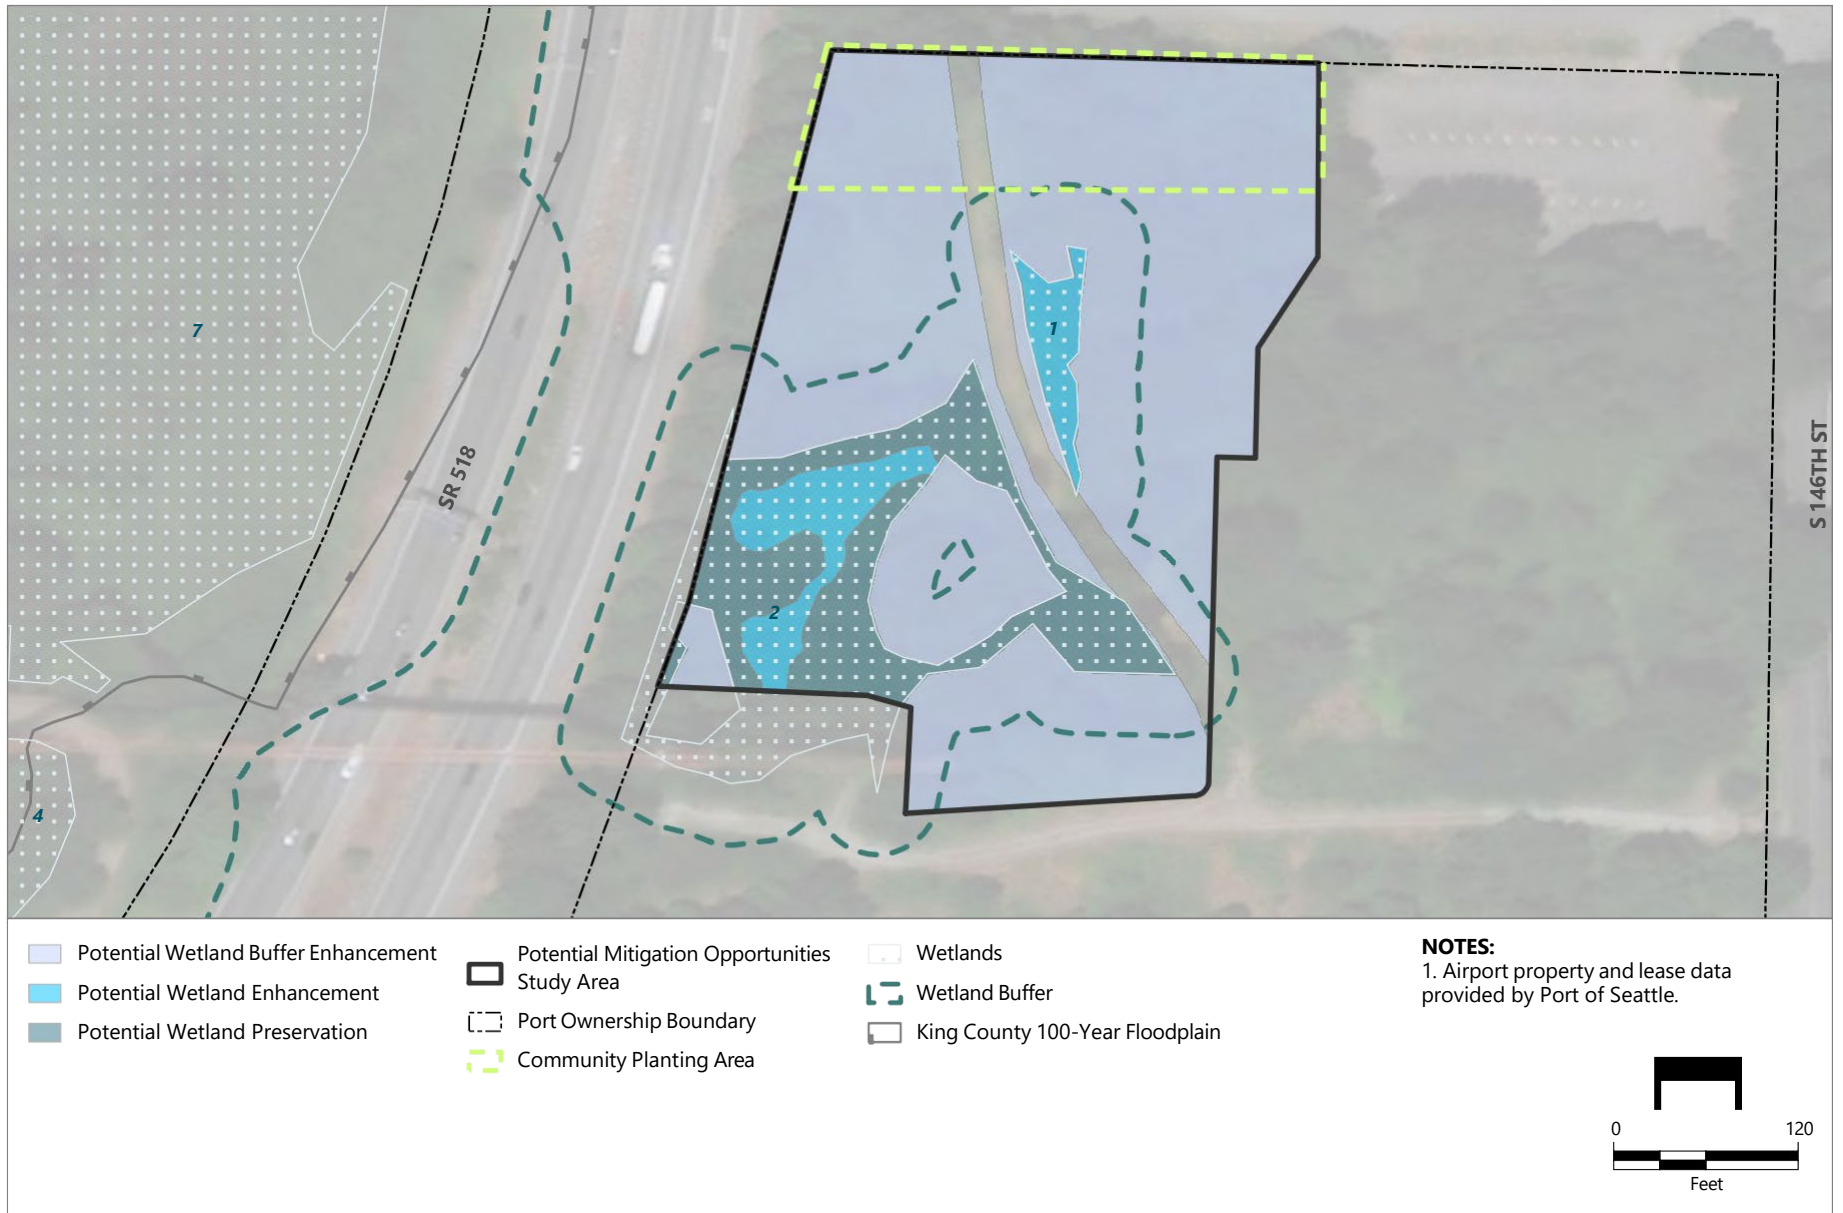 7
SR 518
1
2
4
S 146TH ST
Potential Wetland Buffer Enhancement
Potential Wetland Enhancement
Potential Wetland Preservation
Potential Mitigation Opportunities
Study Area
Port Ownership Boundary
Community Planting Area
Wetlands
Wetland Buffer
King County 100-Year Floodplain
NOTES:
1. Airport property and lease data
provided by Port of Seattle.
0 120
Feet